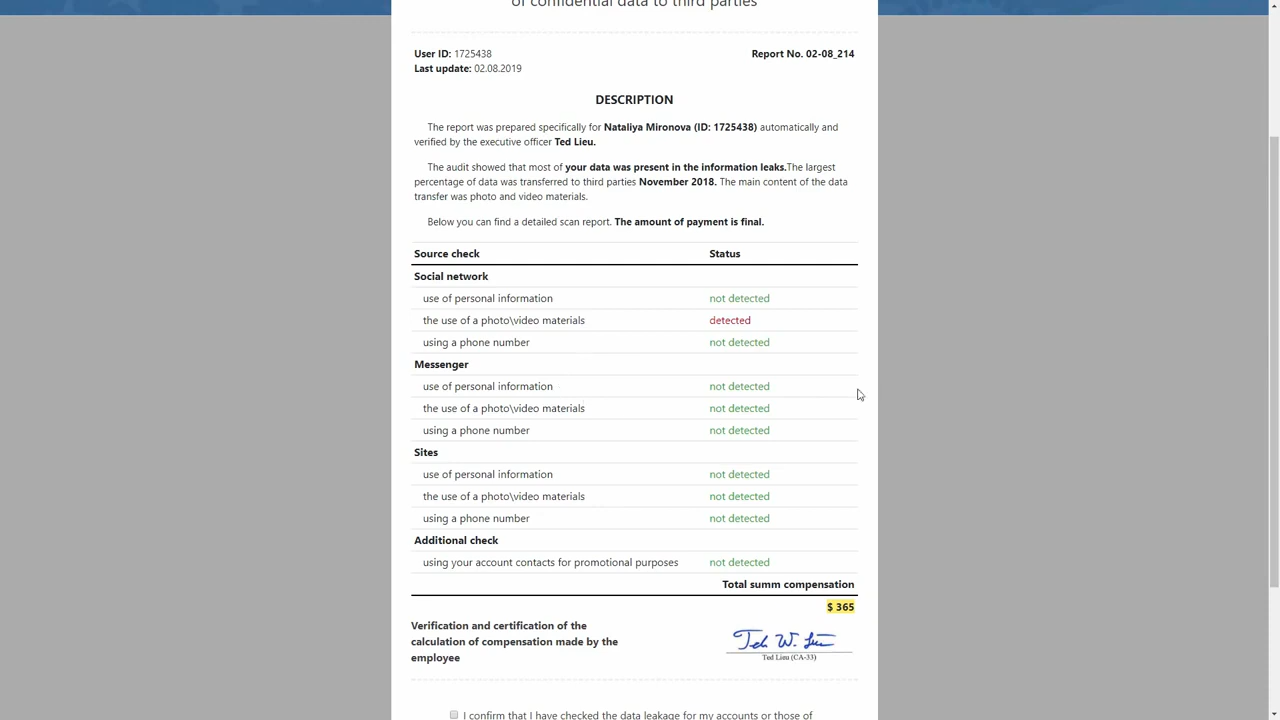 of confidential data to third parties
User ID: 1725438 Report No. 02-08_214
Last update: 02.08.2019
DESCRIPTION
The report was prepared specifically for Nataliya Mironova (ID: 1725438) automatically and
verified by the executive officer Ted Lieu.
The audit showed that most of your data was present in the information leaks.The largest
percentage of data was transferred to third parties November 2018. The main content of the data
transfer was photo and video materials.
Below you can find a detailed scan report. The amount of payment is final.
Source check Status
Social network
use of personal information not detected
the use of a photo\video materials detected
using a phone number not detected
Messenger
use of personal information not detected
the use of a photo\video materials not detected
using a phone number not detected
Sites
use of personal information not detected
the use of a photo\video materials not detected
using a phone number not detected
Additional check
using your account contacts for promotional purposes not detected
Total summ compensation
$ 365
Verification and certification of the
calculation of compensation made by the
employee
Ted W. Lieu
Ted Lieu (CA-33)
I confirm that I have checked the data leakage for my accounts or those of